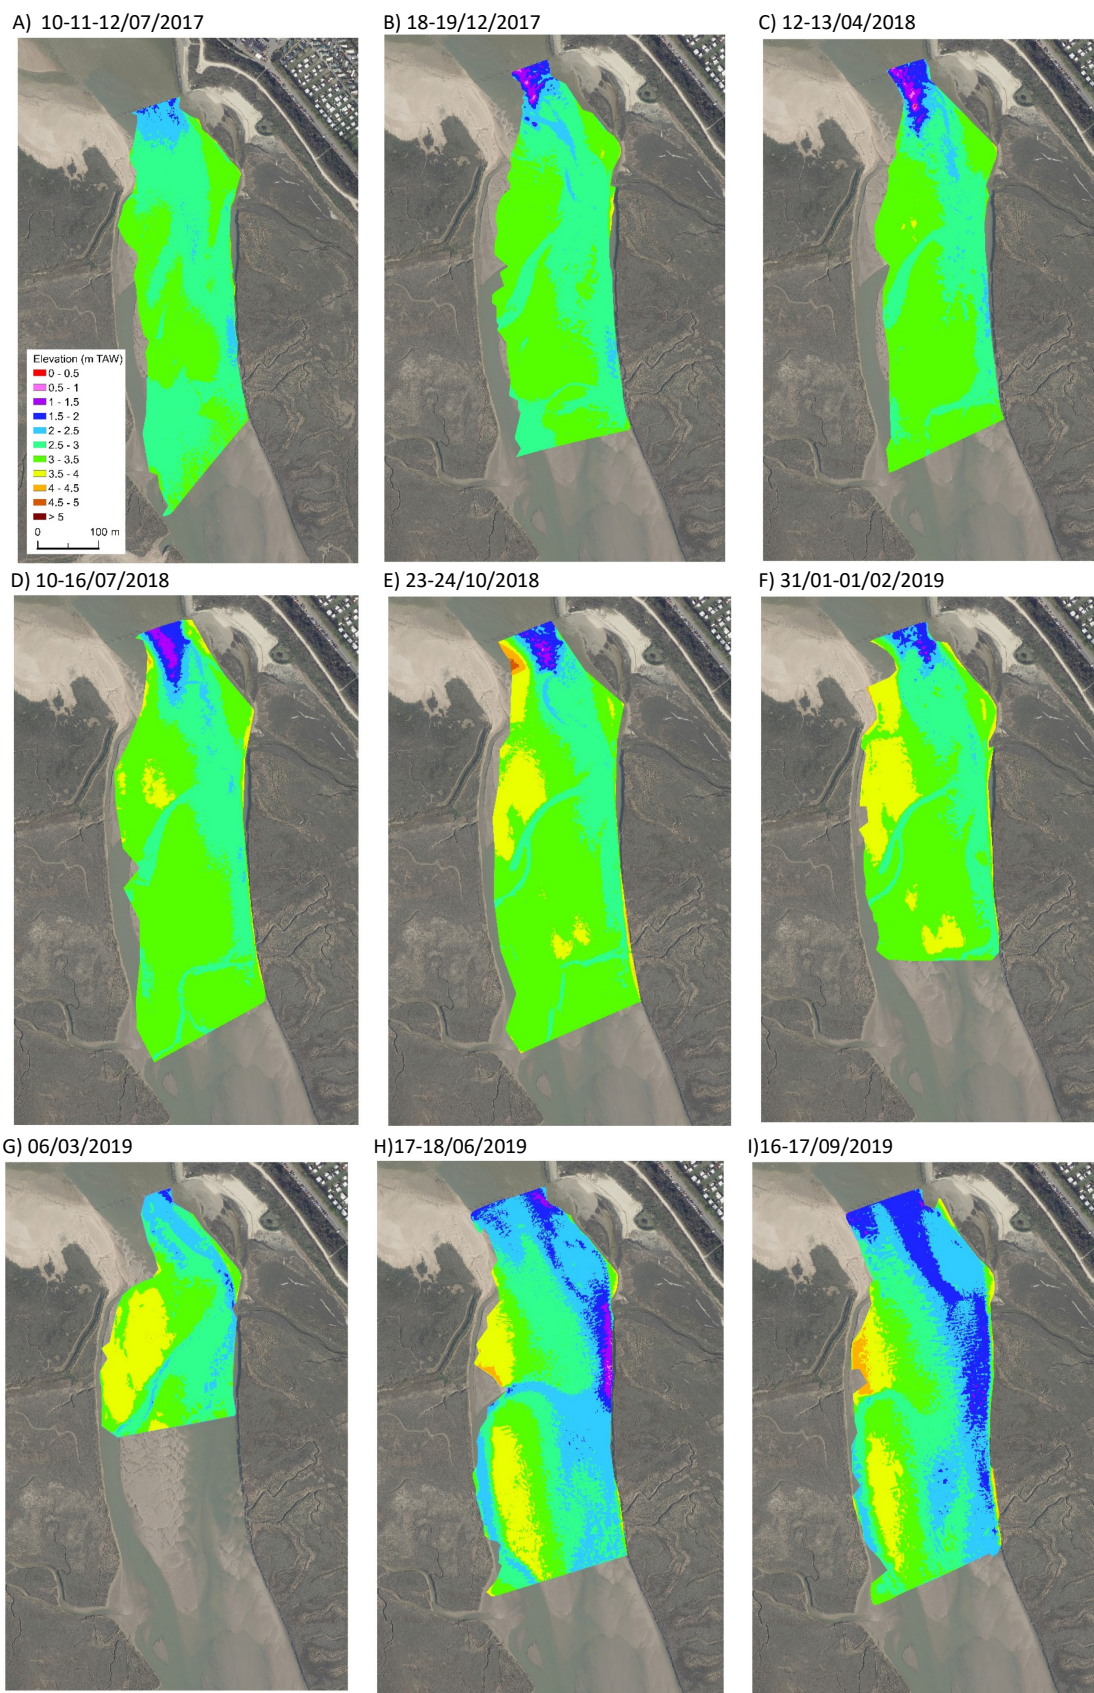 A) 10-11-12/07/2017
B) 18-19/12/2017
C) 12-13/04/2018
Elevation (m TAW)
0 - 0.5
0.5 - 1
1 - 1.5
1.5 - 2
2 - 2.5
2.5 - 3
3 - 3.5
3.5 - 4
4 - 4.5
4.5 - 5
> 5
0 100 m
D) 10-16/07/2018
E) 23-24/10/2018
F) 31/01-01/02/2019
G) 06/03/2019
H)17-18/06/2019
I)16-17/09/2019